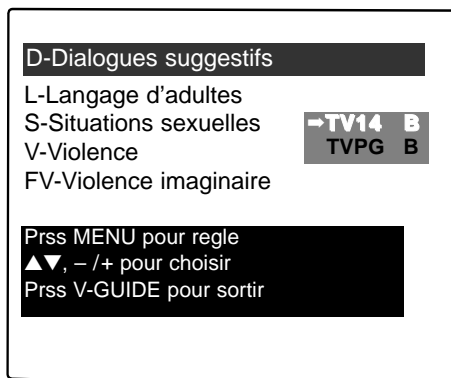 D-Dialogues suggestifs
L-Langage d’adultes
S-Situations sexuelles
➡TV14 B
V-Violence
TVPG B
FV-Violence imaginaire
Prss MENU pour regle
▲▼, – /+ pour choisir
Prss V-GUIDE pour sortir